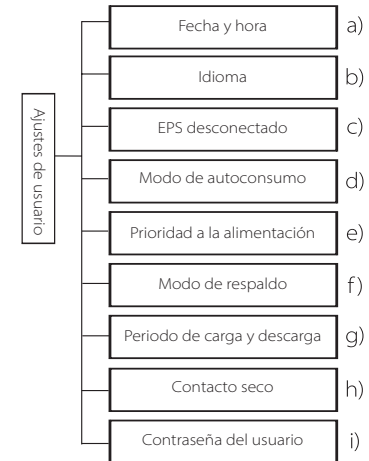 Ajustes de usuario
Fecha y hora a)
Idioma b)
EPS desconectado c)
Modo de autoconsumo d)
Prioridad a la alimentación e)
Modo de respaldo f)
Periodo de carga y descarga g)
Contacto seco h)
Contraseña del usuario i)